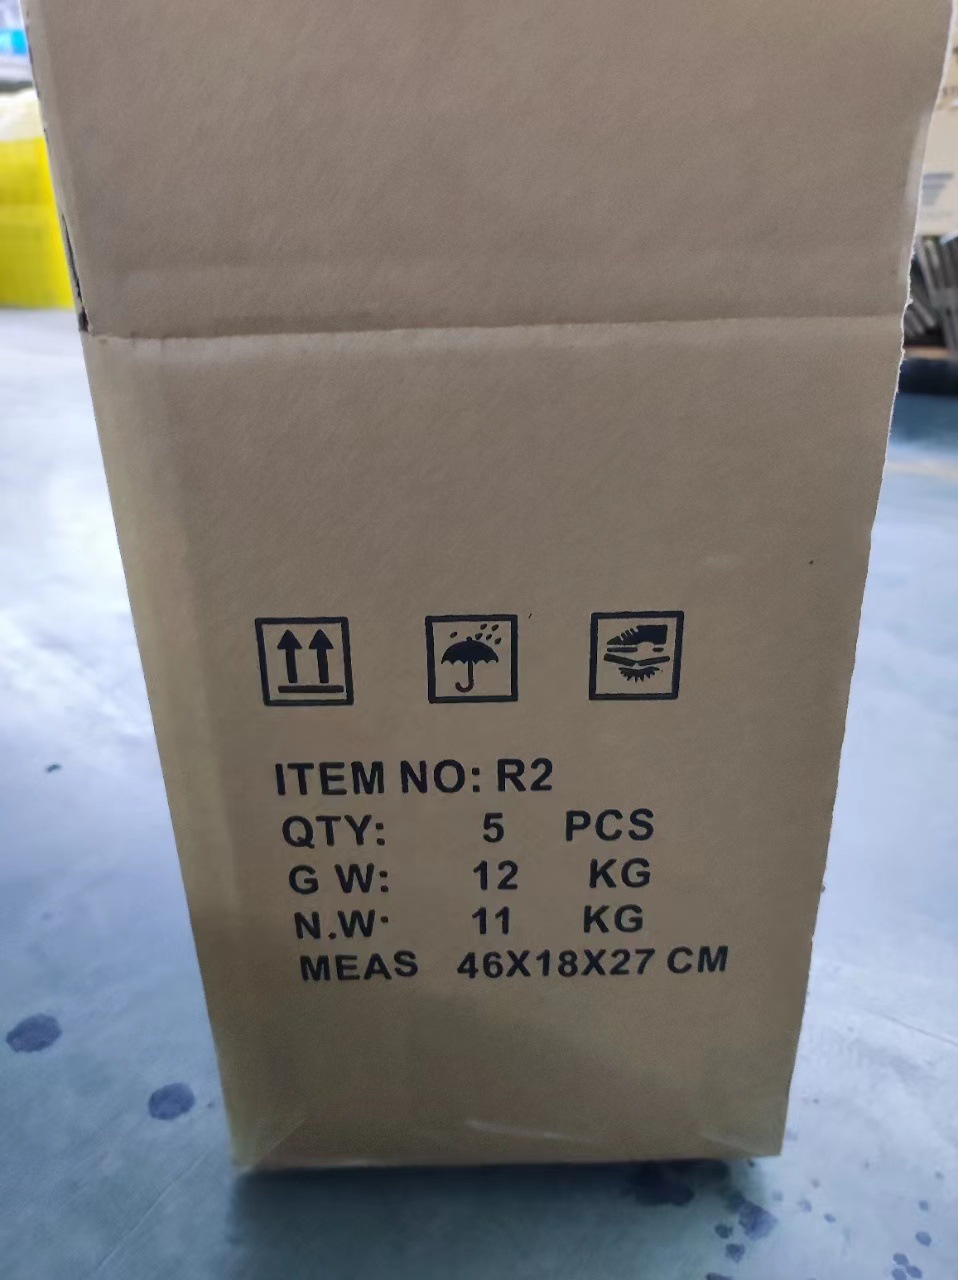 ITEM NO: R2
QTY: 5 PCS
G W: 12 KG
N.W: 11 KG
MEAS 46X18X27 CM